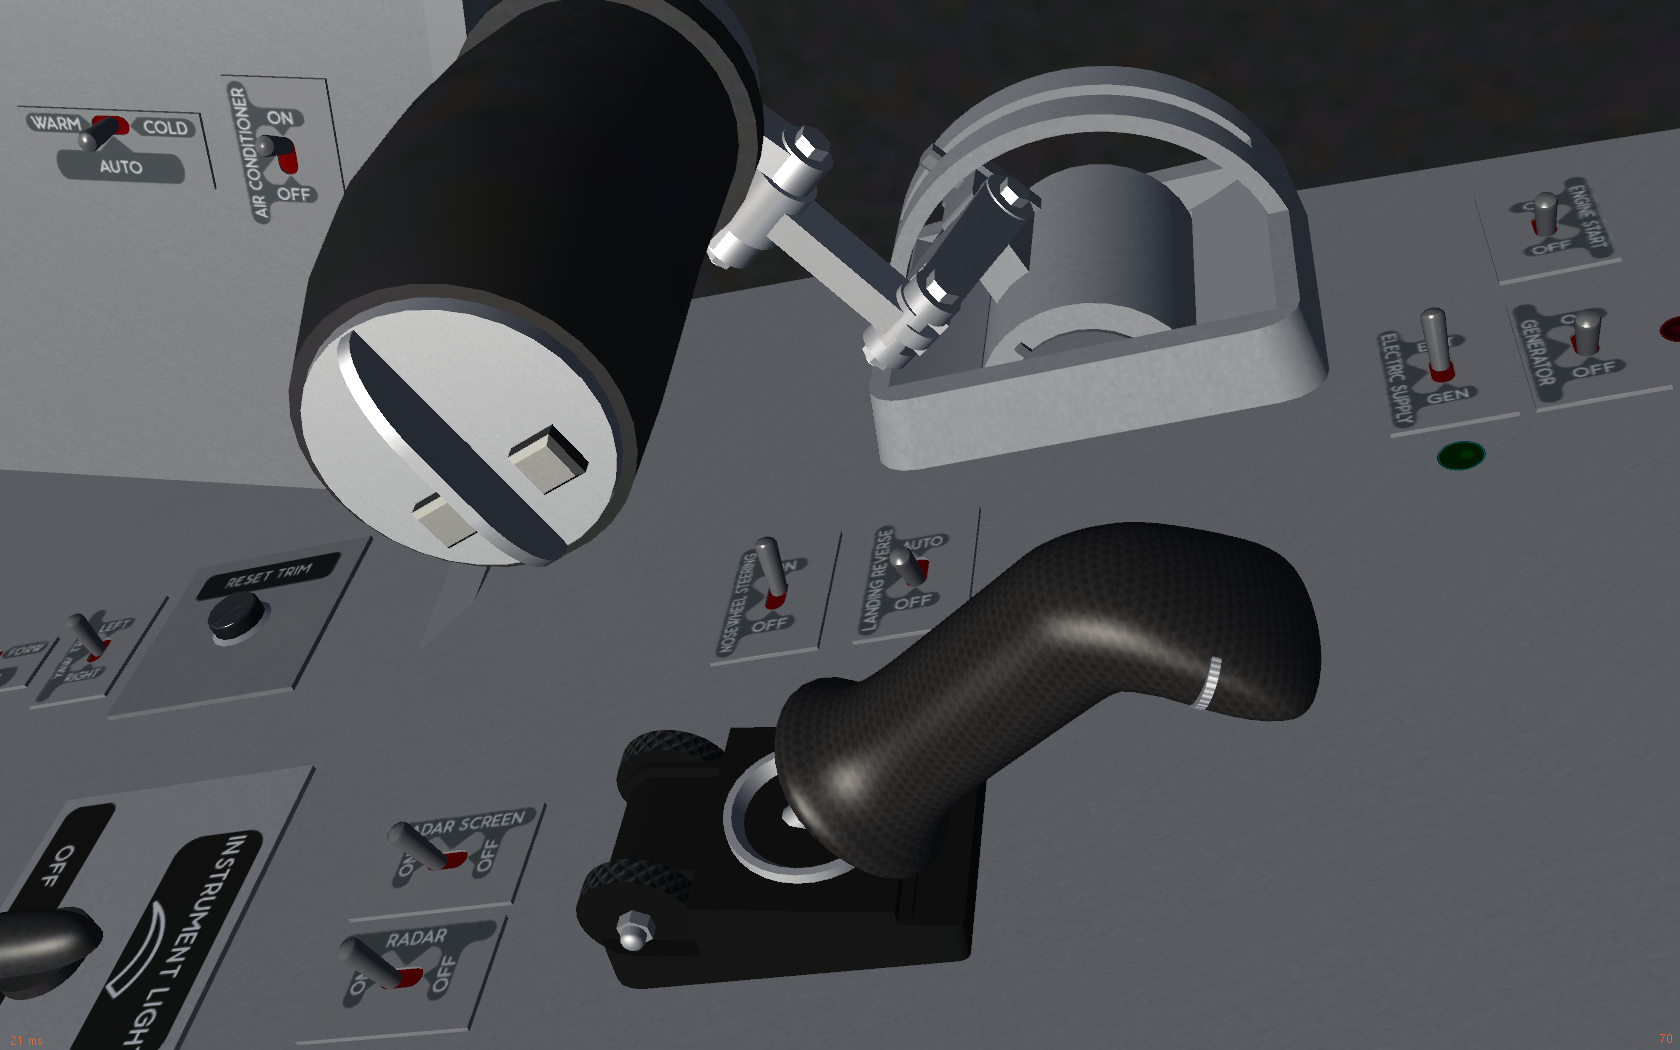 WARM
COLD
AUTO
AIR CONDITIONER
ON
OFF
ENGINE START
OFF
ELECTRIC SUPPLY
GEN
GENERATOR
OFF
NOSEWHEEL STEERING
OFF
LANDING REVERSE
AUTO
OFF
RESET TRIM
LEFT
YAW
RIGHT
OFF
INSTRUMENT LIGH
SCREEN
OFF
RADAR
OFF
21 ms
70